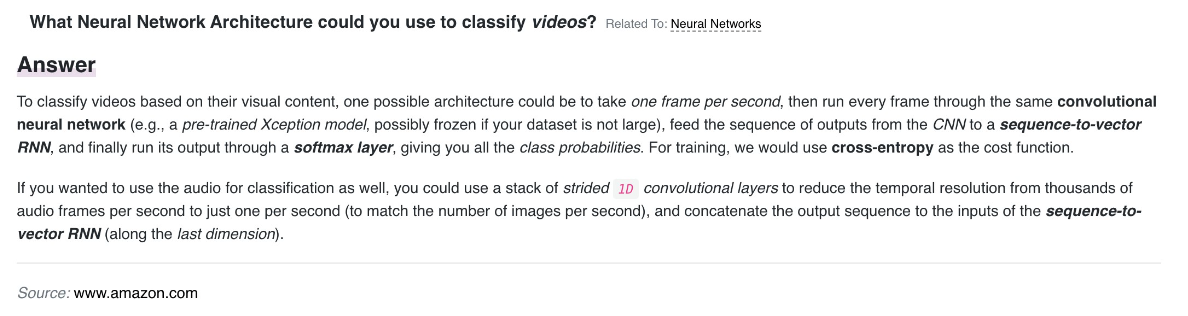 What Neural Network Architecture could you use to classify videos? Related To: Neural Networks
Answer
To classify videos based on their visual content, one possible architecture could be to take one frame per second, then run every frame through the same convolutional
neural network (e.g., a pre-trained Xception model, possibly frozen if your dataset is not large), feed the sequence of outputs from the CNN to a sequence-to-vector
RNN, and finally run its output through a softmax layer, giving you all the class probabilities. For training, we would use cross-entropy as the cost function.
If you wanted to use the audio for classification as well, you could use a stack of strided 1D convolutional layers to reduce the temporal resolution from thousands of
audio frames per second to just one per second (to match the number of images per second), and concatenate the output sequence to the inputs of the sequence-to-
vector RNN (along the last dimension).
Source: www.amazon.com